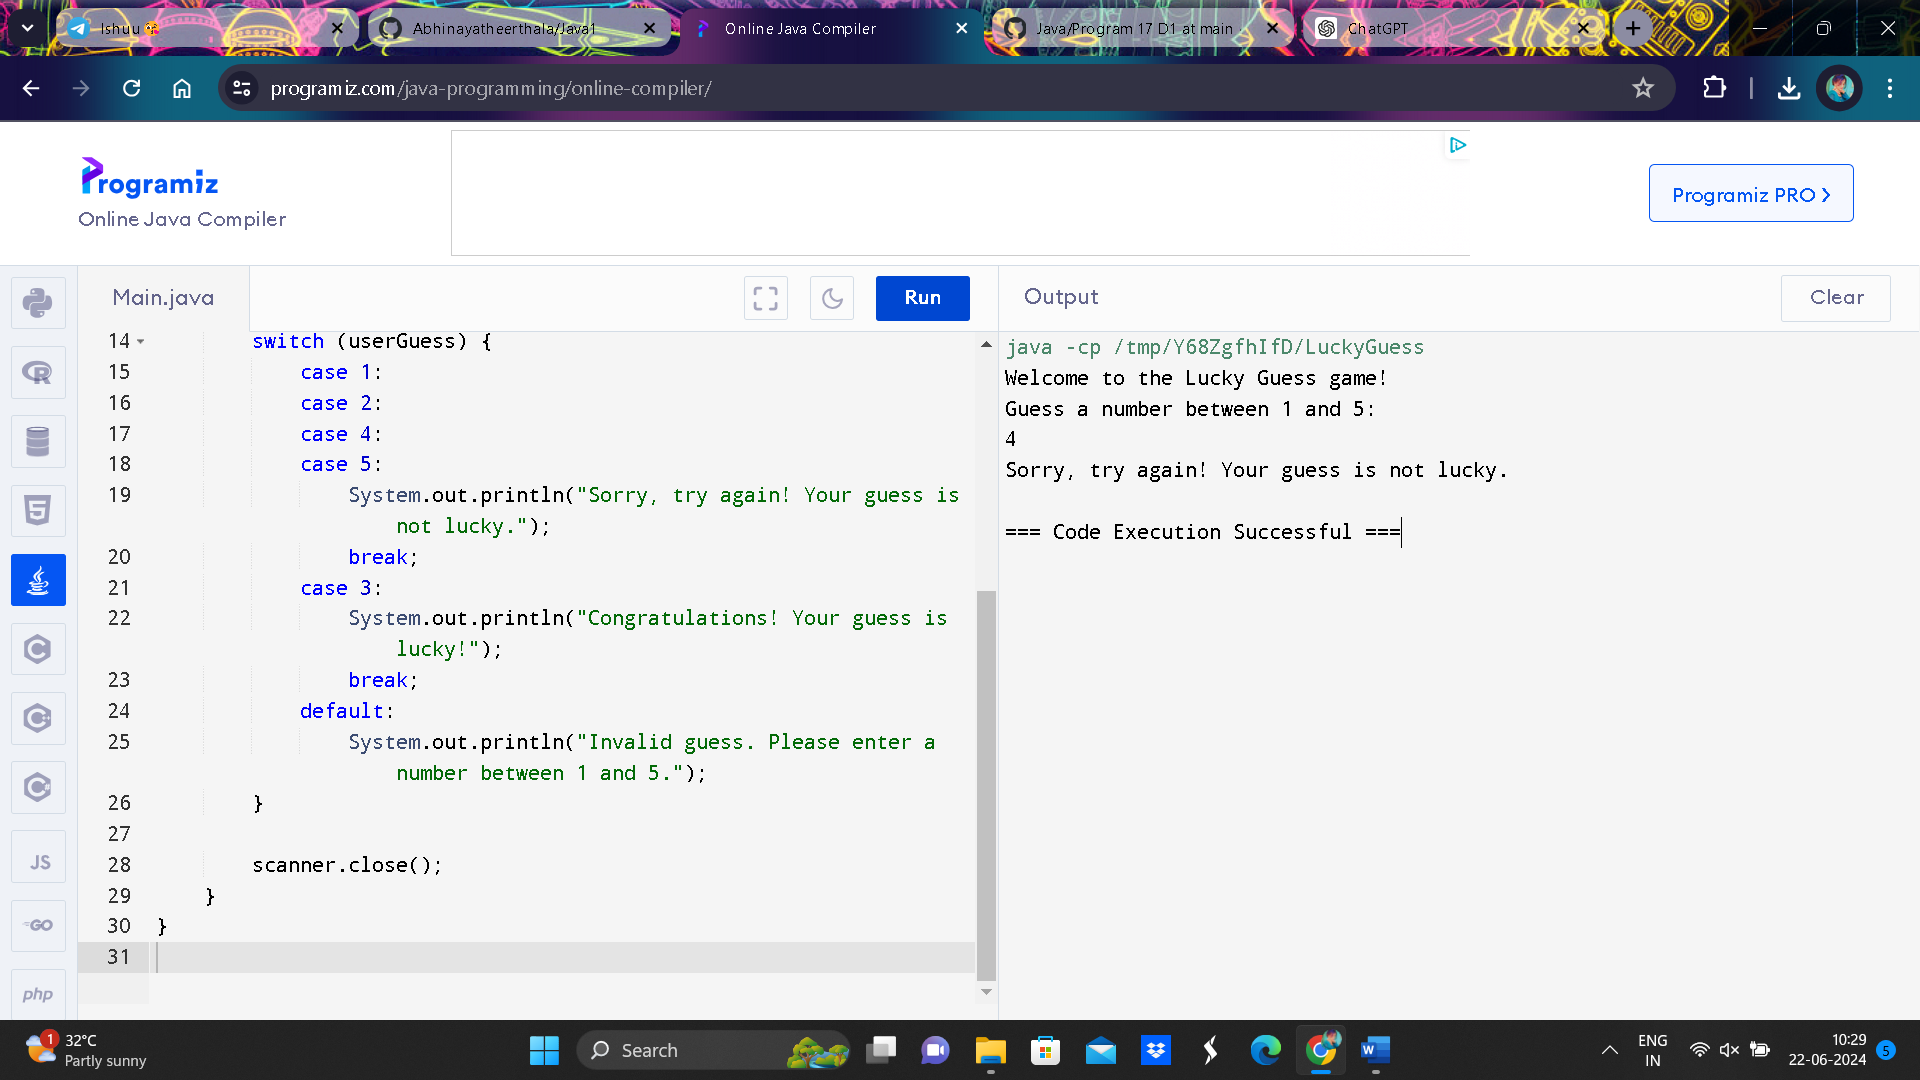 Ishuu
Abhinayatheerthala/Java1
Online Java Compiler
Java/Program 17 D1 at main
ChatGPT
programiz.com/java-programming/online-compiler/
Programiz
Online Java Compiler
Programiz PRO
Main.java
Run
Output
Clear
14 switch (userGuess) {
15 case 1:
16 case 2:
17 case 4:
18 case 5:
19 System.out.println("Sorry, try again! Your guess is
not lucky.");
20 break;
21 case 3:
22 System.out.println("Congratulations! Your guess is
lucky!");
23 break;
24 default:
25 System.out.println("Invalid guess. Please enter a
number between 1 and 5.");
26 }
27
28 scanner.close();
29 }
30 }
31
java -cp /tmp/Y68ZgfhIfD/LuckyGuess
Welcome to the Lucky Guess game!
Guess a number between 1 and 5:
4
Sorry, try again! Your guess is not lucky.
=== Code Execution Successful ===
R
5
C
C
C
JS
GO
php
1
32°C
Partly sunny
Search
W
ENG
IN
10:29
22-06-2024
5